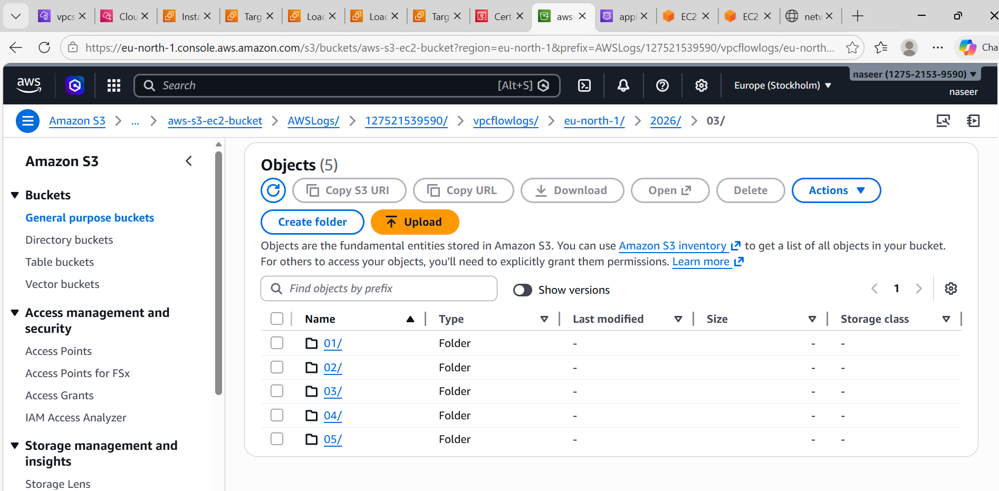 vpcs
Clou
Insta
Targ
Load
Load
Targ
Certi
aws-
appl
EC2
EC2
netw
https://eu-north-1.console.aws.amazon.com/s3/buckets/aws-s3-ec2-bucket?region=eu-north-1&prefix=AWSLogs/127521539590/vpcflowlogs/eu-north...
Chat
aws
Search
[Alt+S]
Europe (Stockholm)
naseer (1275-2153-9590)
naseer
Amazon S3
...
aws-s3-ec2-bucket
AWSLogs/
127521539590/
vpcflowlogs/
eu-north-1/
2026/
03/
Amazon S3
Buckets
General purpose buckets
Directory buckets
Table buckets
Vector buckets
Access management and
security
Access Points
Access Points for FSx
Access Grants
IAM Access Analyzer
Storage management and
insights
Storage Lens
Objects (5)
Copy S3 URI
Copy URL
Download
Open
Delete
Actions
Create folder
Upload
Objects are the fundamental entities stored in Amazon S3. You can use Amazon S3 inventory to get a list of all objects in your bucket.
For others to access your objects, you'll need to explicitly grant them permissions. Learn more
Find objects by prefix
Show versions
1
Name Type Last modified Size Storage class
01/ Folder - - -
02/ Folder - - -
03/ Folder - - -
04/ Folder - - -
05/ Folder - - -